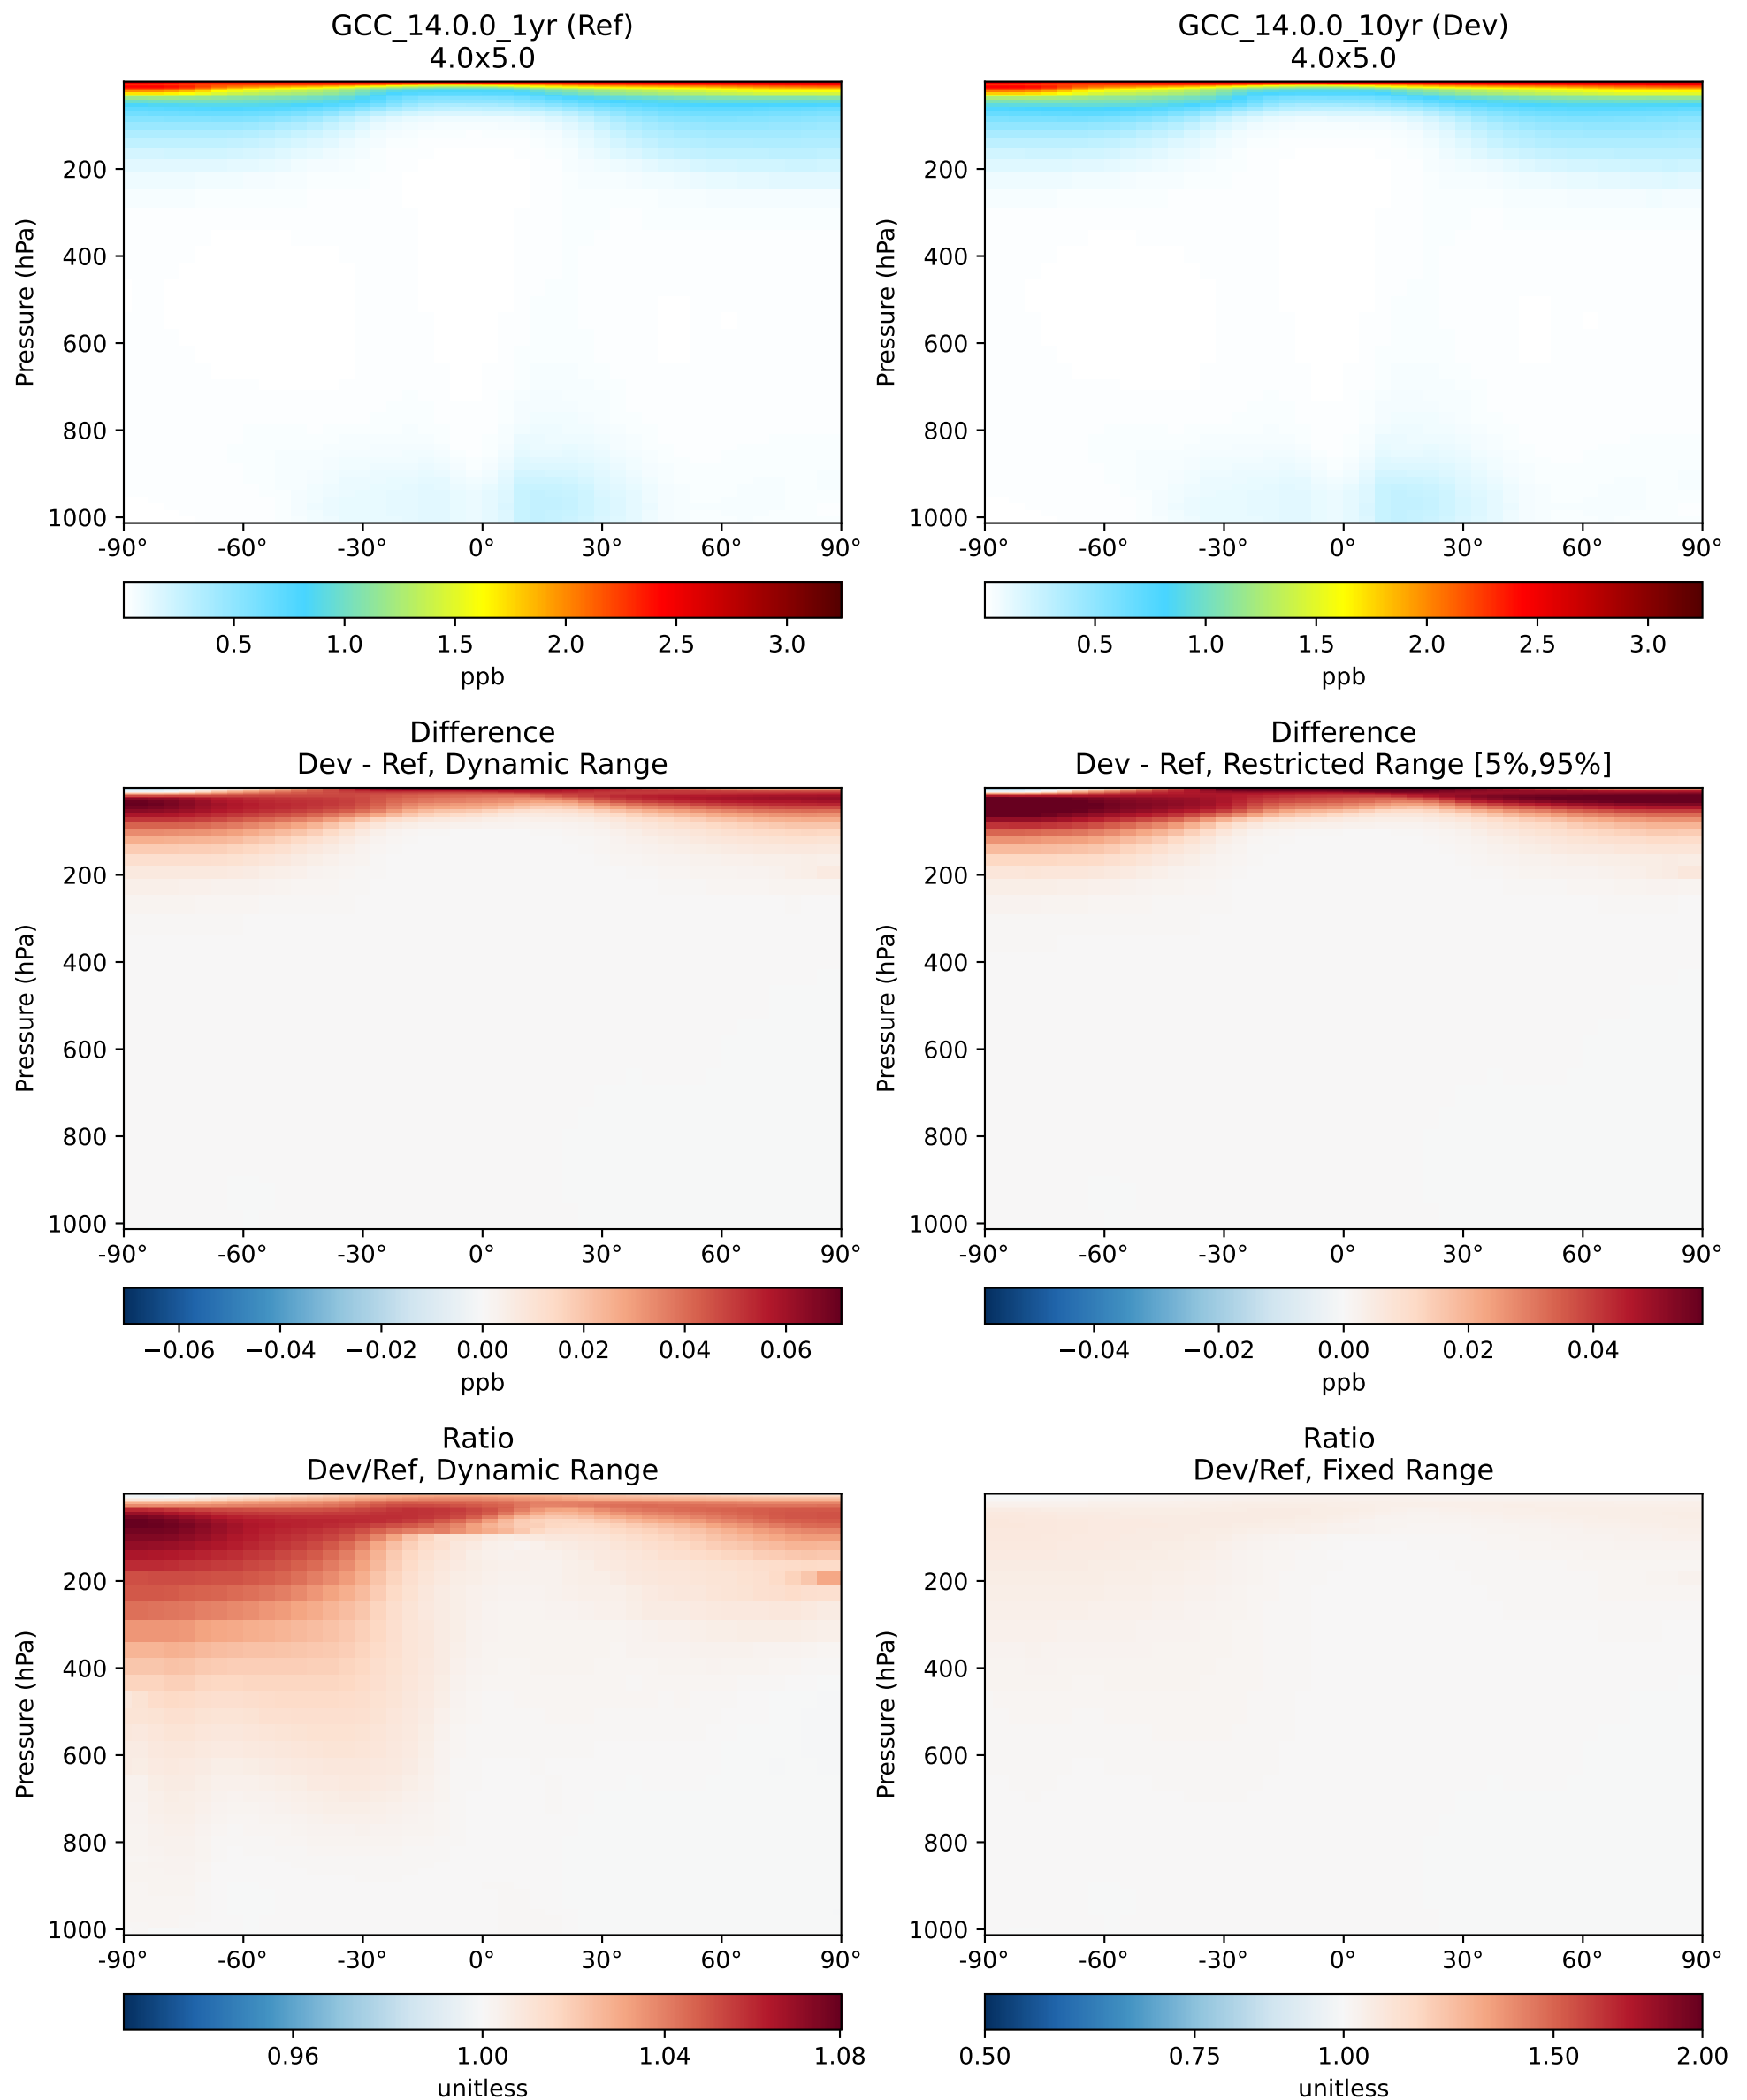 GCC_14.0.0_1yr (Ref)
4.0x5.0
Pressure (hPa)
200
400
600
800
1000
-90° -60° -30° 0° 30° 60° 90°
0.5 1.0 1.5 2.0 2.5 3.0
ppb
GCC_14.0.0_10yr (Dev)
4.0x5.0
Pressure (hPa)
200
400
600
800
1000
-90° -60° -30° 0° 30° 60° 90°
0.5 1.0 1.5 2.0 2.5 3.0
ppb
Difference
Dev - Ref, Dynamic Range
Pressure (hPa)
200
400
600
800
1000
-90° -60° -30° 0° 30° 60° 90°
−0.06 −0.04 −0.02 0.00 0.02 0.04 0.06
ppb
Difference
Dev - Ref, Restricted Range [5%,95%]
Pressure (hPa)
200
400
600
800
1000
-90° -60° -30° 0° 30° 60° 90°
−0.04 −0.02 0.00 0.02 0.04
ppb
Ratio
Dev/Ref, Dynamic Range
Pressure (hPa)
200
400
600
800
1000
-90° -60° -30° 0° 30° 60° 90°
0.96 1.00 1.04 1.08
unitless
Ratio
Dev/Ref, Fixed Range
Pressure (hPa)
200
400
600
800
1000
-90° -60° -30° 0° 30° 60° 90°
0.50 0.75 1.00 1.50 2.00
unitless